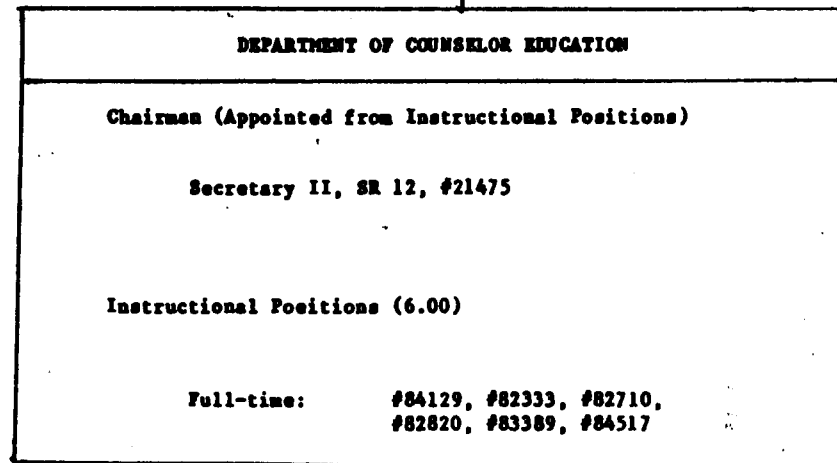 DEPARTMENT OF COUNSELOR EDUCATION
Chairman (Appointed from Instructional Positions)
Secretary II, SR 12, #21475
Instructional Positions (6.00)
Full-time: #84129, #82333, #82710,
#82820, #83389, #84517